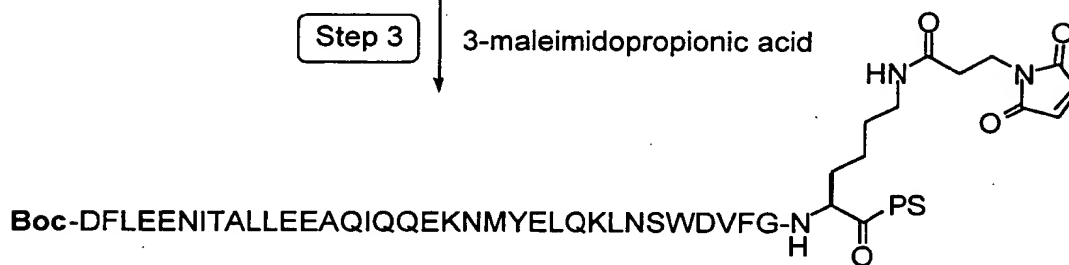 Step 3
3-maleimidopropionic acid
O
HN
N
O
O
Boc-DFLEENITALLEEAQIQQEKNMYELQKLNSWDVFG-N
H
PS
O